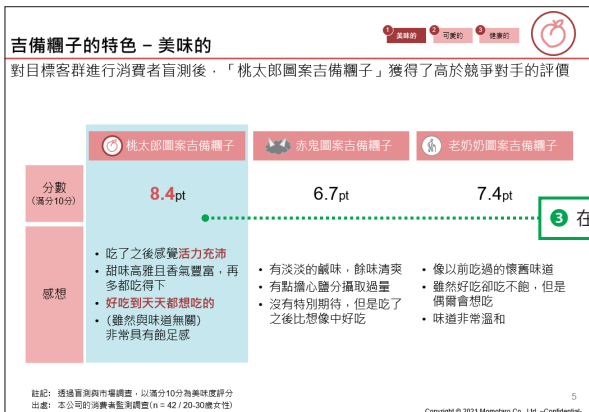 吉備糰子的特色 – 美味的
1 美味的 2 可愛的 3 健康的
對目標客群進行消費者盲測後，「桃太郎圖案吉備糰子」獲得了高於競爭對手的評價
桃太郎圖案吉備糰子 赤鬼圖案吉備糰子 老奶奶圖案吉備糰子
分數
(滿分10分)
8.4pt 6.7pt 7.4pt
3 在
感想
• 吃了之後感覺活力充沛
• 甜味高雅且香氣豐富，再
多都吃得下
• 好吃到天天都想吃的
• (雖然與味道無關)
非常具有飽足感
• 有淡淡的鹹味，餘味清爽
• 有點擔心鹽分攝取過量
• 沒有特別期待，但是吃了
之後比想像中好吃
• 像以前吃過的懷舊味道
• 雖然好吃卻吃不飽，但是
偶爾會想吃
• 味道非常溫和
註記: 透過盲測與市場調查，以滿分10分為美味度評分
出處: 本公司的消費者監測調查(n = 42 / 20-30歲女性)
5
Copyright © 2021 Momotaro Co., Ltd. –Confidential-